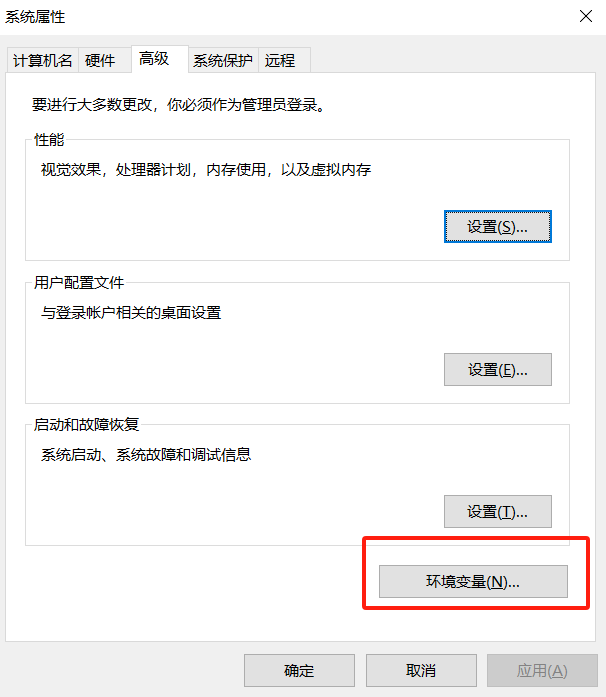 系统属性
计算机名 硬件 高级 系统保护 远程
要进行大多数更改，你必须作为管理员登录。
性能
视觉效果，处理器计划，内存使用，以及虚拟内存
设置(S)...
用户配置文件
与登录帐户相关的桌面设置
设置(E)...
启动和故障恢复
系统启动、系统故障和调试信息
设置(T)...
环境变量(N)...
确定 取消 应用(A)